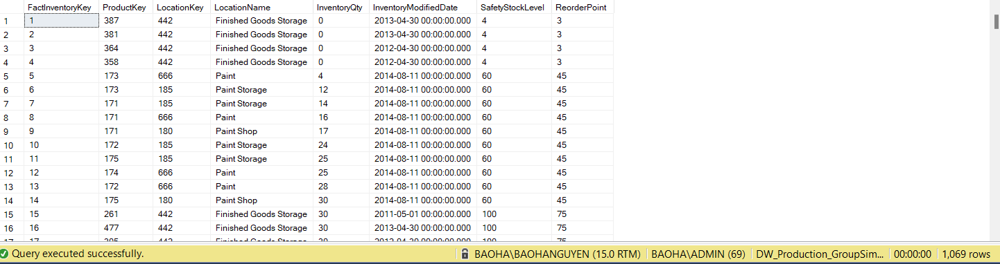 FactInventoryKey ProductKey LocationKey LocationName InventoryQty InventoryModifiedDate SafetyStockLevel ReorderPoint
1 1 387 442 Finished Goods Storage 0 2013-04-30 00:00:00.000 4 3
2 2 381 442 Finished Goods Storage 0 2013-04-30 00:00:00.000 4 3
3 3 364 442 Finished Goods Storage 0 2012-04-30 00:00:00.000 4 3
4 4 358 442 Finished Goods Storage 0 2012-04-30 00:00:00.000 4 3
5 5 173 666 Paint 4 2014-08-11 00:00:00.000 60 45
6 6 173 185 Paint Storage 12 2014-08-11 00:00:00.000 60 45
7 7 171 185 Paint Storage 14 2014-08-11 00:00:00.000 60 45
8 8 171 666 Paint 16 2014-08-11 00:00:00.000 60 45
9 9 171 180 Paint Shop 17 2014-08-11 00:00:00.000 60 45
10 10 172 185 Paint Storage 24 2014-08-11 00:00:00.000 60 45
11 11 175 185 Paint Storage 25 2014-08-11 00:00:00.000 60 45
12 12 174 666 Paint 25 2014-08-11 00:00:00.000 60 45
13 13 172 666 Paint 28 2014-08-11 00:00:00.000 60 45
14 14 175 180 Paint Shop 30 2014-08-11 00:00:00.000 60 45
15 15 261 442 Finished Goods Storage 30 2011-05-01 00:00:00.000 100 75
16 16 477 442 Finished Goods Storage 30 2013-04-30 00:00:00.000 100 75
Query executed successfully. BAOHA\BAOHANGUYEN (15.0 RTM) BAOHA\ADMIN (69) DW_Production_GroupSim... 00:00:00 1,069 rows